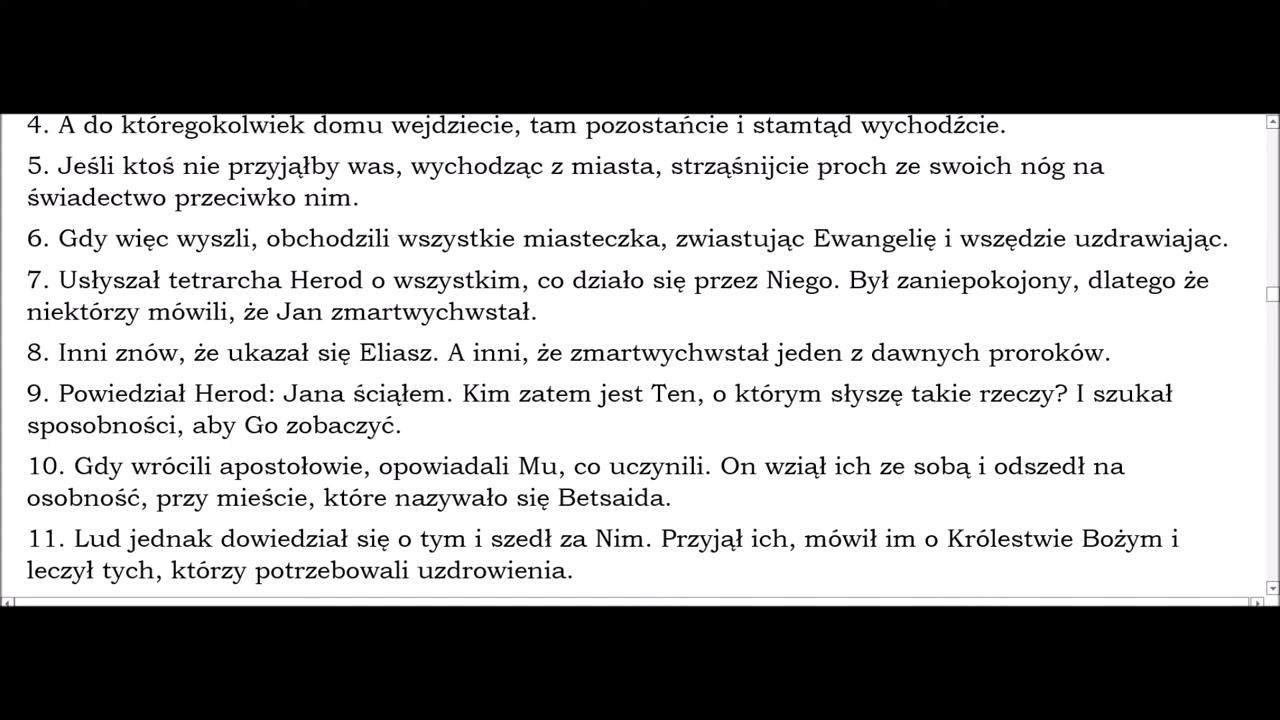 4. A do któregokolwiek domu wejdziecie, tam pozostańcie i stamtąd wychodźcie.
5. Jeśli ktoś nie przyjąłby was, wychodząc z miasta, strząśnijcie proch ze swoich nóg na
świadectwo przeciwko nim.
6. Gdy więc wyszli, obchodzili wszystkie miasteczka, zwiastując Ewangelię i wszędzie uzdrawiając.
7. Usłyszał tetrarcha Herod o wszystkim, co działo się przez Niego. Był zaniepokojony, dlatego że
niektórzy mówili, że Jan zmartwychwstał.
8. Inni znów, że ukazał się Eliasz. A inni, że zmartwychwstał jeden z dawnych proroków.
9. Powiedział Herod: Jana ściąłem. Kim zatem jest Ten, o którym słyszę takie rzeczy? I szukał
sposobności, aby Go zobaczyć.
10. Gdy wrócili apostołowie, opowiadali Mu, co uczynili. On wziął ich ze sobą i odszedł na
osobność, przy mieście, które nazywało się Betsaida.
11. Lud jednak dowiedział się o tym i szedł za Nim. Przyjął ich, mówił im o Królestwie Bożym i
leczył tych, którzy potrzebowali uzdrowienia.